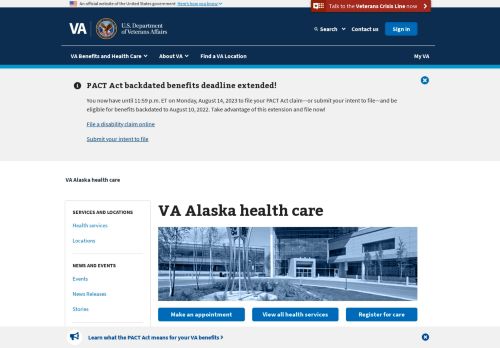 An official website of the United States government Here's how you know
Talk to the Veterans Crisis Line now
VA
U.S. Department
of Veterans Affairs
Search
Contact us
Sign in
VA Benefits and Health Care
About VA
Find a VA Location
My VA
PACT Act backdated benefits deadline extended!
You now have until 11:59 p.m. ET on Monday, August 14, 2023 to file your PACT Act claim—or submit your intent to file—and be
eligible for benefits backdated to August 10, 2022. Take advantage of this extension and file now!
File a disability claim online
Submit your intent to file
VA Alaska health care
SERVICES AND LOCATIONS
Health services
Locations
NEWS AND EVENTS
Events
News Releases
Stories
VA Alaska health care
Make an appointment
View all health services
Register for care
Learn what the PACT Act means for your VA benefits